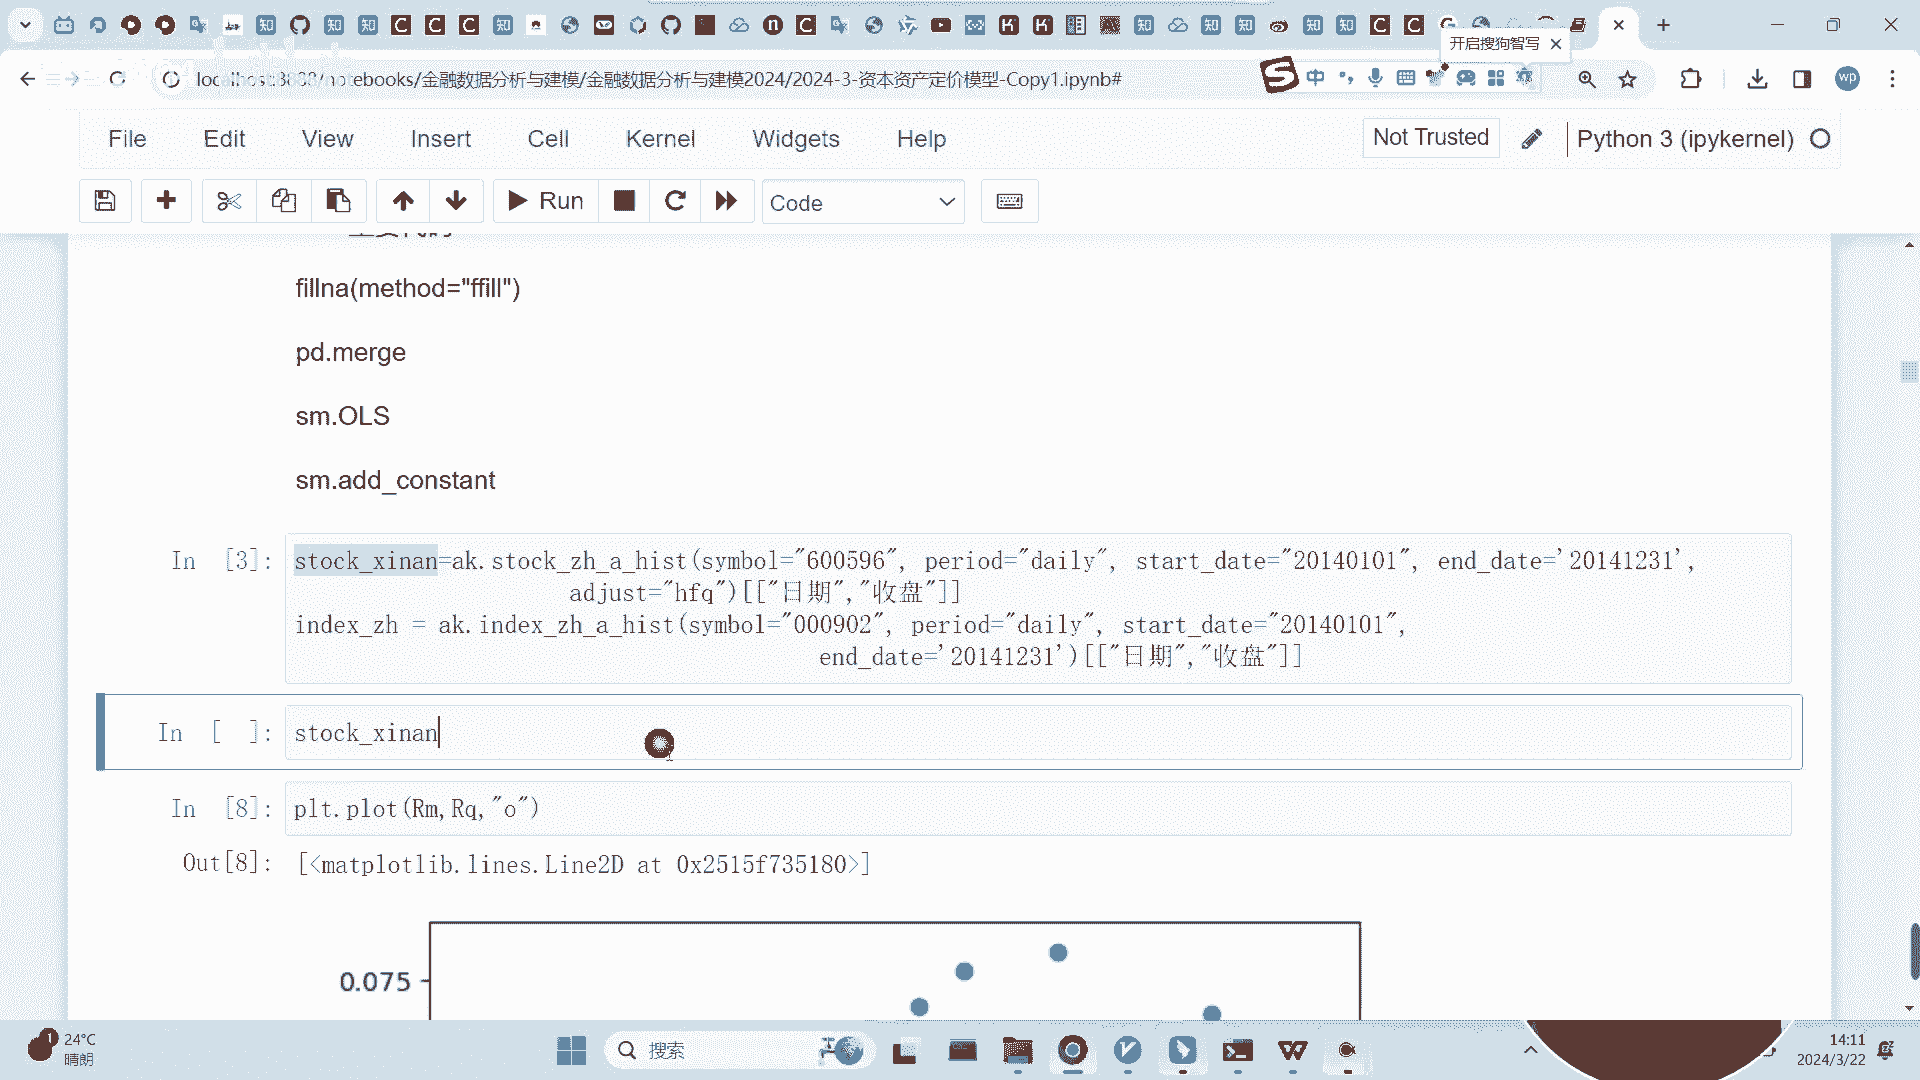 开启搜狗智写
localhost:8888/notebooks/金融数据分析与建模/金融数据分析与建模2024/2024-3-资本资产定价模型-Copy1.ipynb#
中
wp
File Edit View Insert Cell Kernel Widgets Help
Not Trusted
Python 3 (ipykernel)
Run
Code
fillna(method="ffill")
pd.merge
sm.OLS
sm.add_constant
In [3]: stock_xinan=ak.stock_zh_a_hist(symbol="600596", period="daily", start_date="20140101", end_date='20141231',
adjust="hfq")[["日期","收盘"]]
index_zh = ak.index_zh_a_hist(symbol="000902", period="daily", start_date="20140101",
end_date='20141231')[["日期","收盘"]]
In [ ]: stock_xinan
In [8]: plt.plot(Rm,Rq,"o")
Out[8]: [<matplotlib.lines.Line2D at 0x2515f735180>]
0.075
1
24°C
晴朗
搜索
14:11
2024/3/22